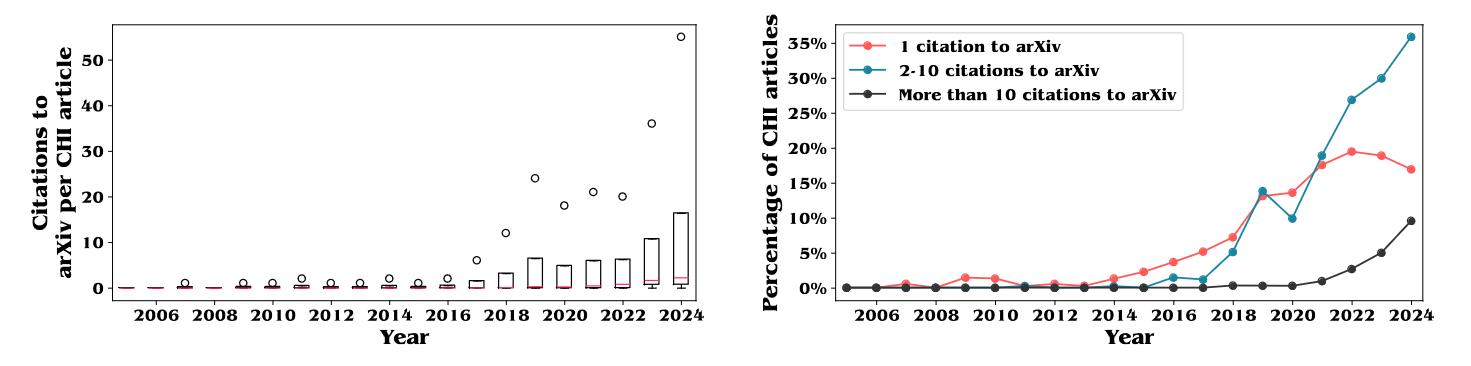 Citations to
arXiv per CHI article
50
40
30
20
10
0
2006 2008 2010 2012 2014 2016 2018 2020 2022 2024
Year
Percentage of CHI articles
35%
30%
25%
20%
15%
10%
5%
0%
1 citation to arXiv
2-10 citations to arXiv
More than 10 citations to arXiv
2006 2008 2010 2012 2014 2016 2018 2020 2022 2024
Year